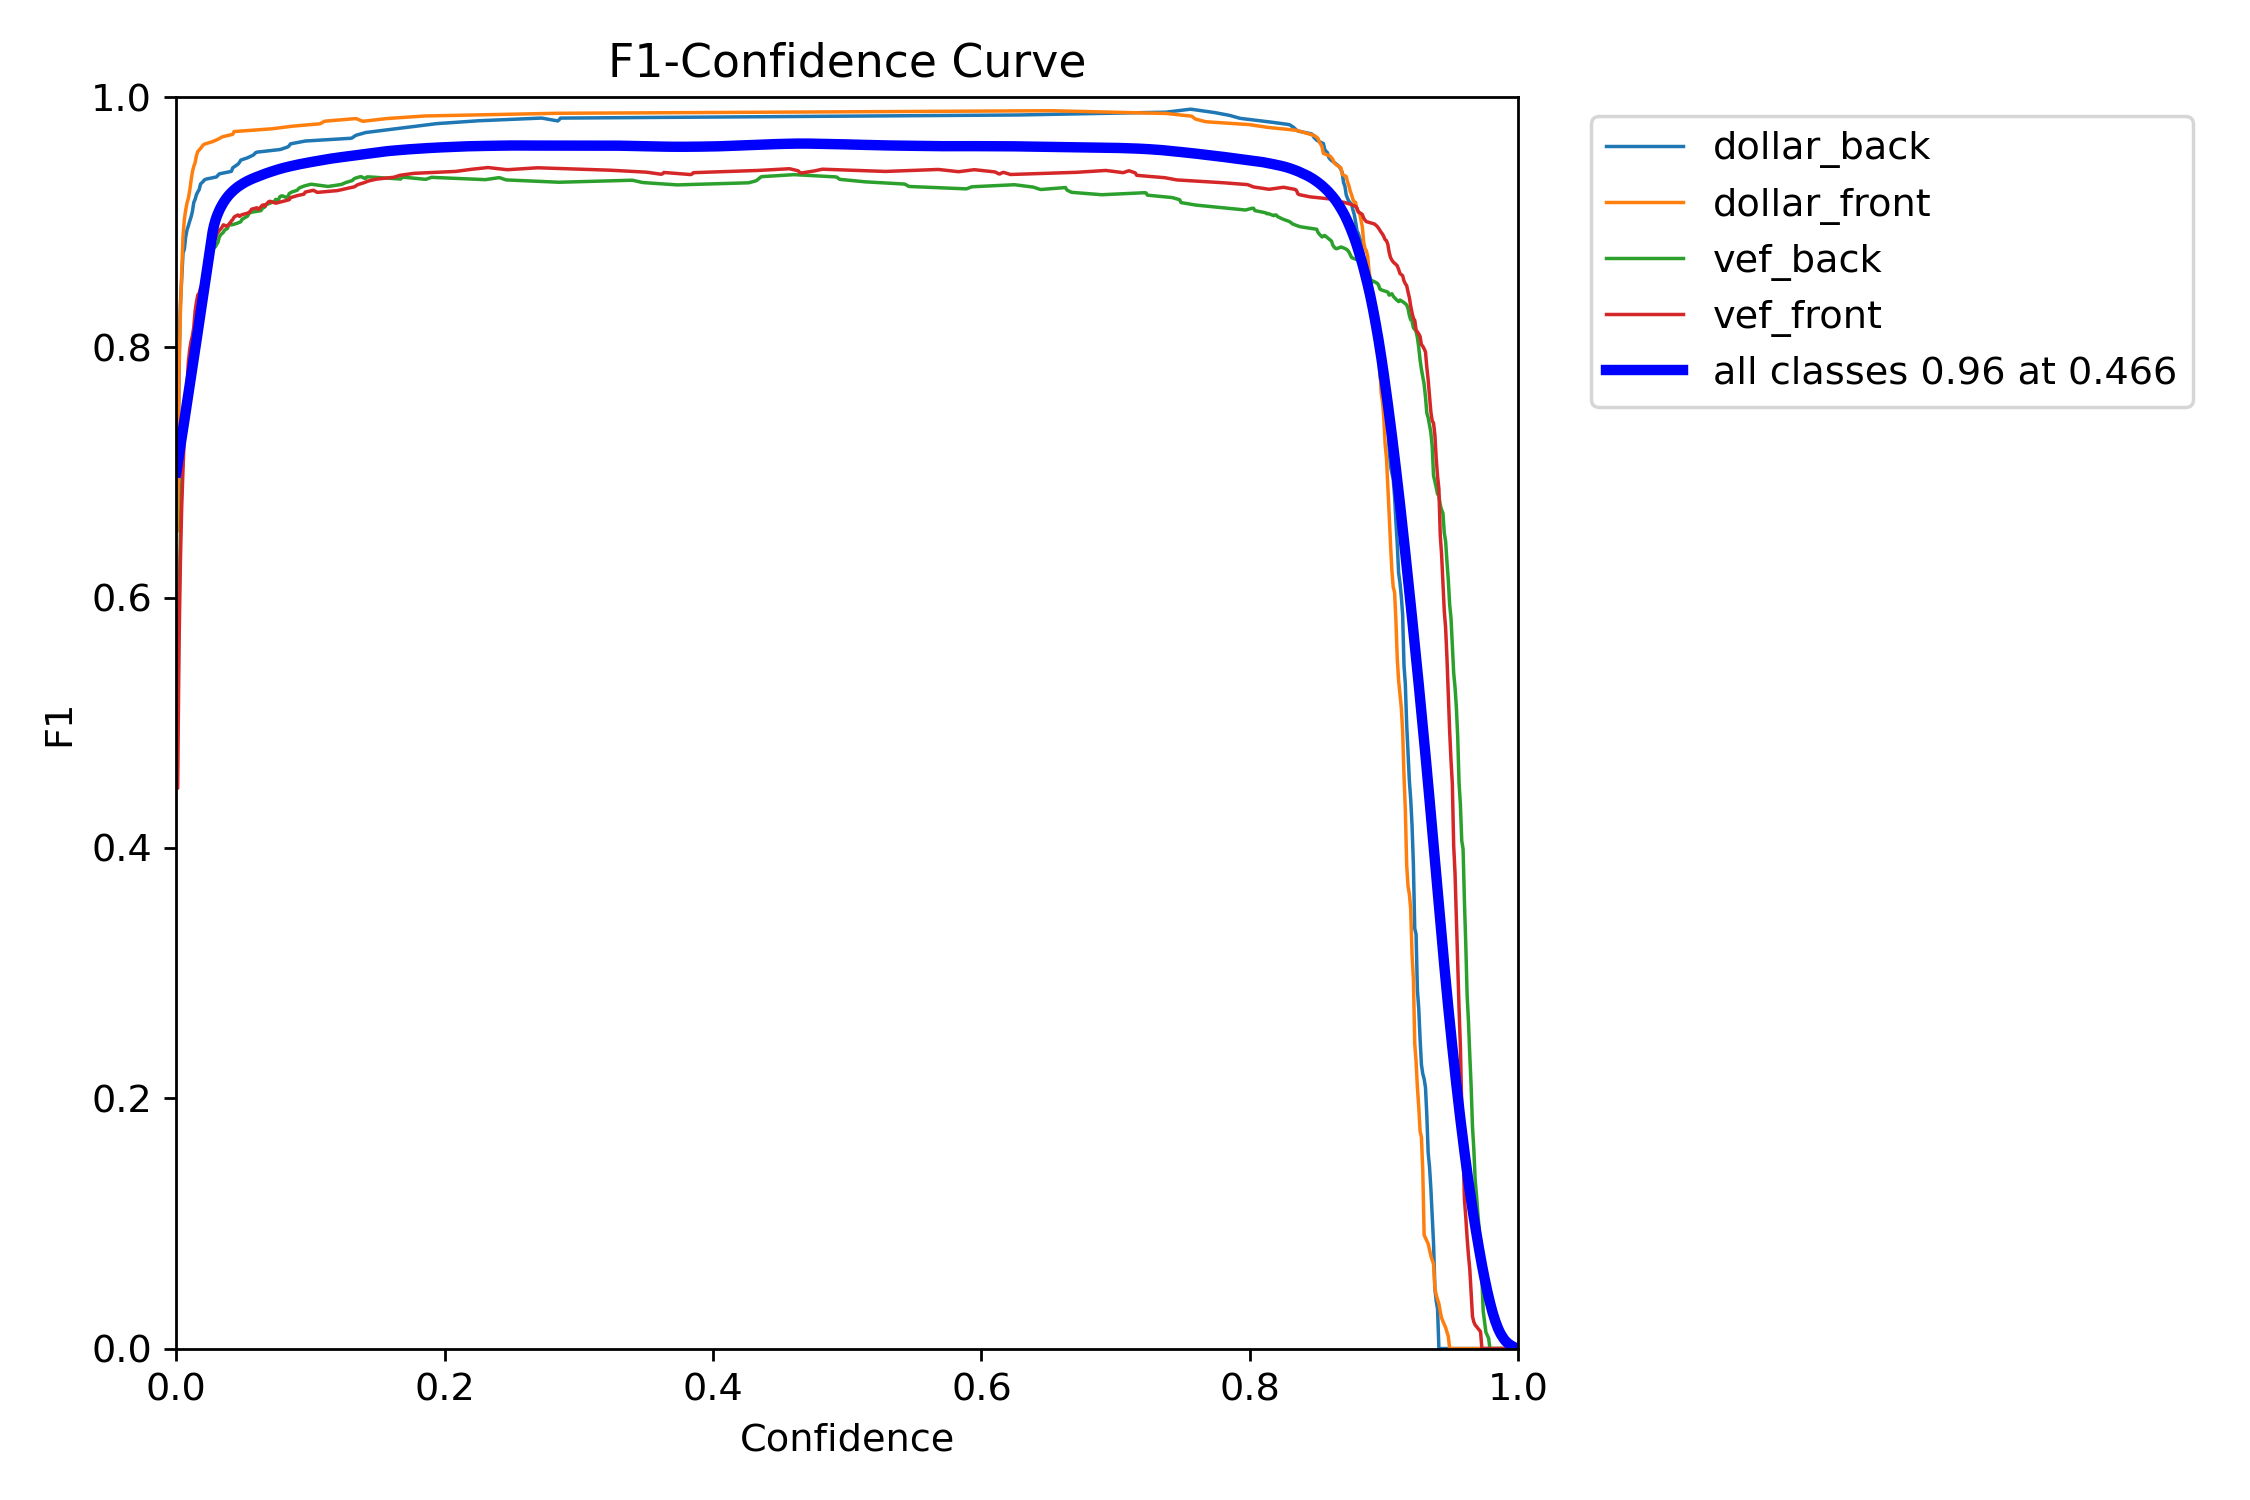 F1-Confidence Curve
1.0
0.8
0.6
0.4
0.2
0.0
F1
0.0 0.2 0.4 0.6 0.8 1.0
Confidence
dollar_back
dollar_front
vef_back
vef_front
all classes 0.96 at 0.466